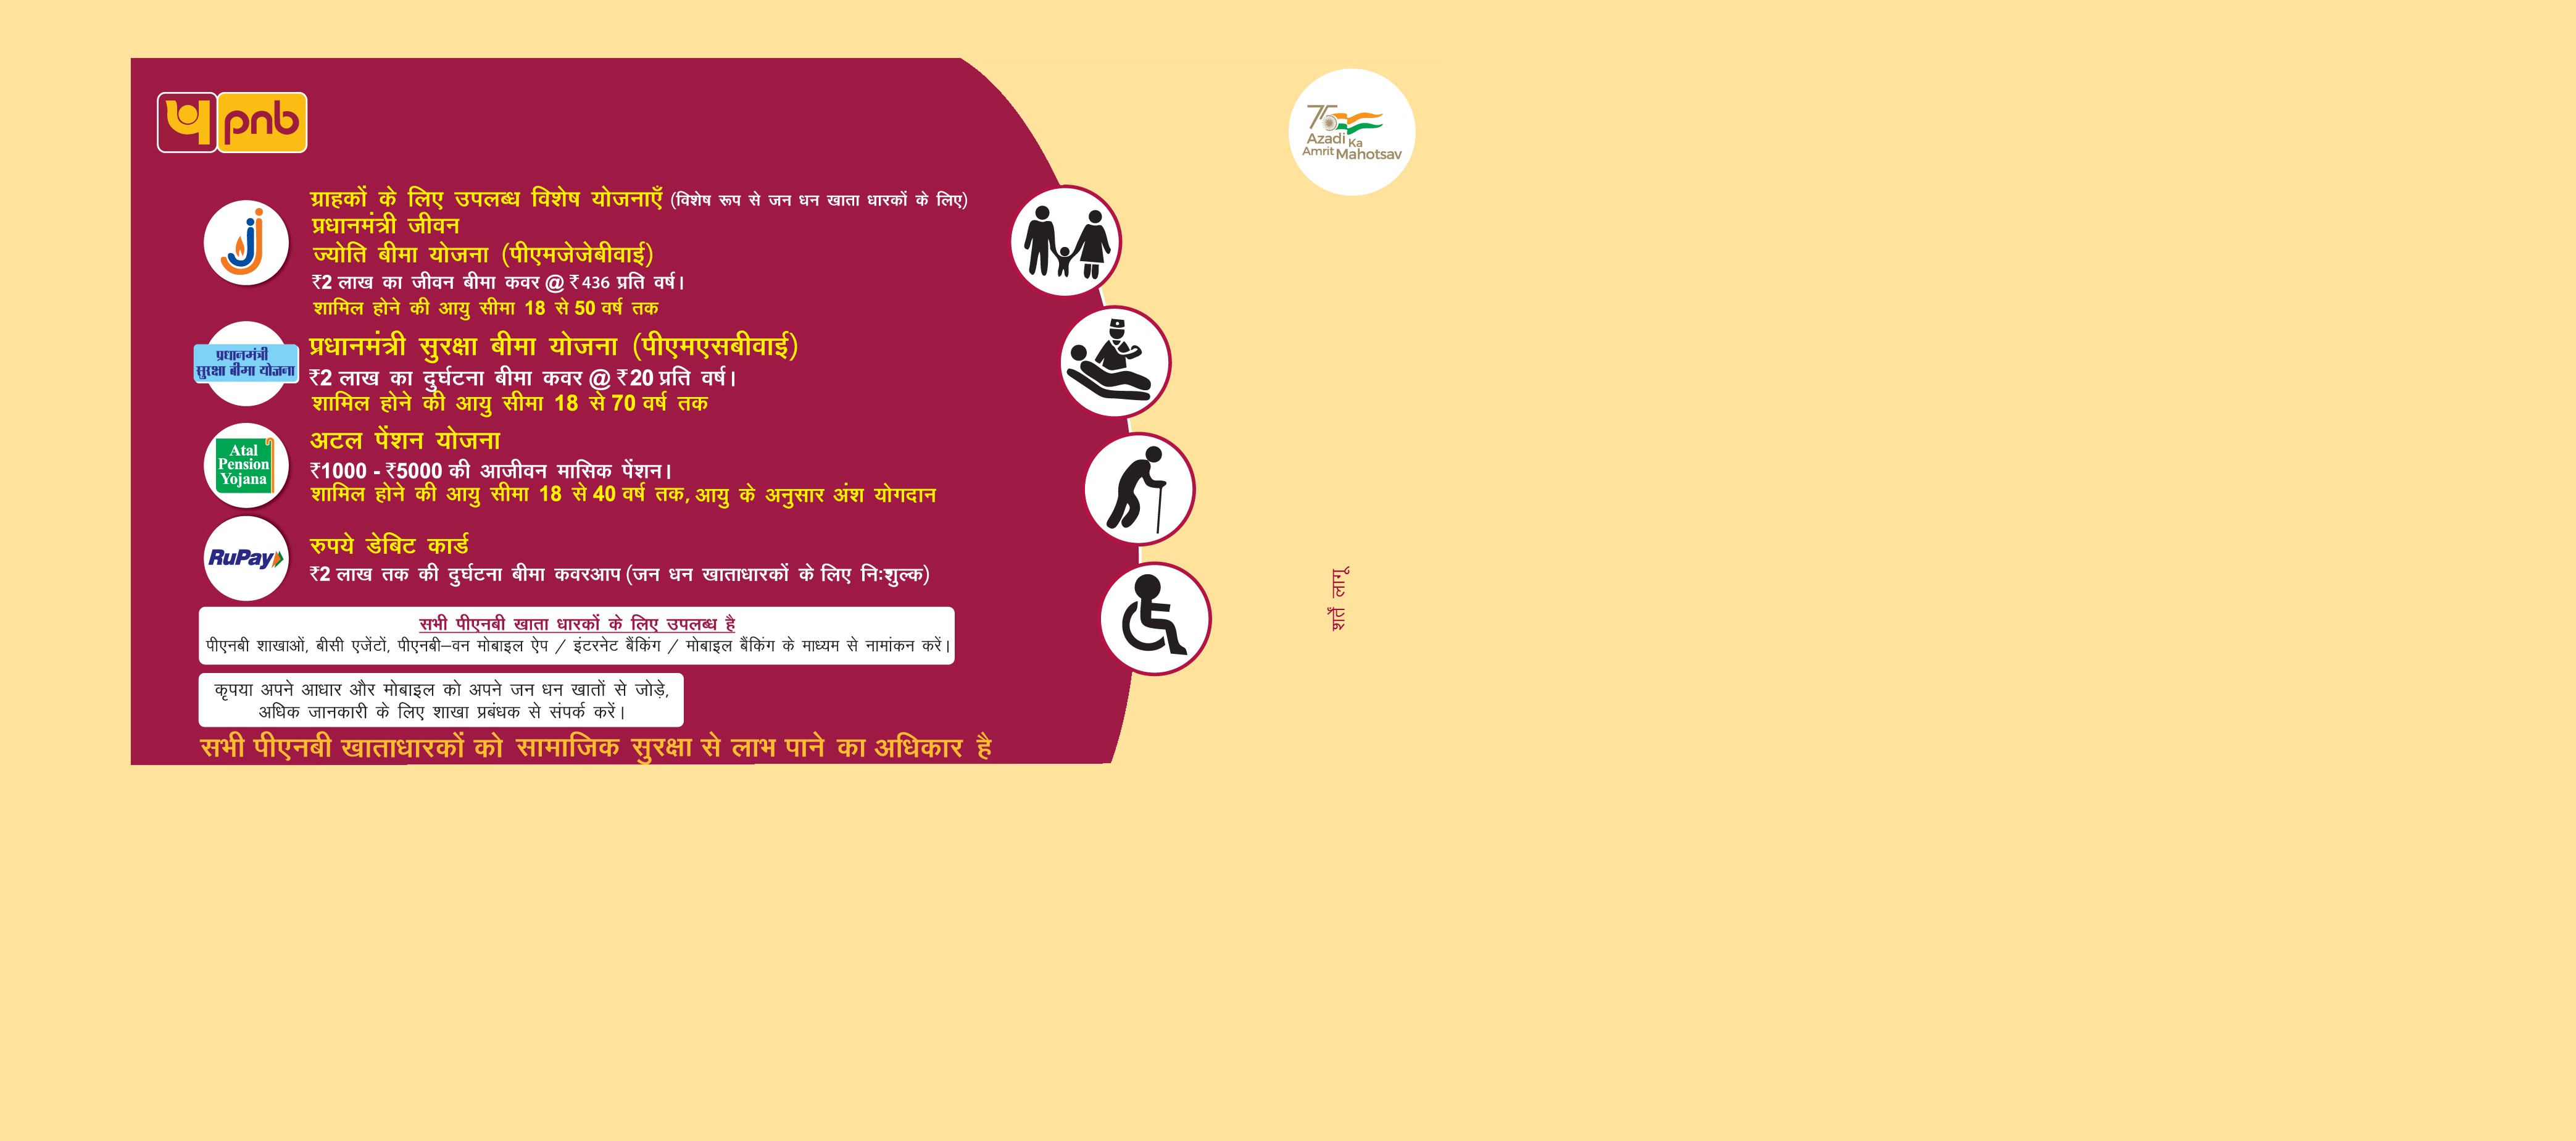 प pnb
75
Azadi Ka
Amrit Mahotsav
ग्राहकों के लिए उपलब्ध विशेष योजनाएँ (विशेष रूप से जन धन खाता धारकों के लिए)
प्रधानमंत्री जीवन
ज्योति बीमा योजना (पीएमजेजेबीवाई)
₹2 लाख का जीवन बीमा कवर @ ₹436 प्रति वर्ष।
शामिल होने की आयु सीमा 18 से 50 वर्ष तक
प्रधानमंत्री
सुरक्षा बीमा योजना
प्रधानमंत्री सुरक्षा बीमा योजना (पीएमएसबीवाई)
₹2 लाख का दुर्घटना बीमा कवर @ ₹20 प्रति वर्ष।
शामिल होने की आयु सीमा 18 से 70 वर्ष तक
Atal
Pension
Yojana
अटल पेंशन योजना
₹1000 - ₹5000 की आजीवन मासिक पेंशन।
शामिल होने की आयु सीमा 18 से 40 वर्ष तक, आयु के अनुसार अंश योगदान
RuPay
रुपये डेबिट कार्ड
₹2 लाख तक की दुर्घटना बीमा कवरआप (जन धन खाताधारकों के लिए निःशुल्क)
सभी पीएनबी खाता धारकों के लिए उपलब्ध है
पीएनबी शाखाओं, बीसी एजेंटों, पीएनबी–वन मोबाइल ऐप / इंटरनेट बैंकिंग / मोबाइल बैंकिंग के माध्यम से नामांकन करें।
कृपया अपने आधार और मोबाइल को अपने जन धन खातों से जोड़े,
अधिक जानकारी के लिए शाखा प्रबंधक से संपर्क करें।
सभी पीएनबी खाताधारकों को सामाजिक सुरक्षा से लाभ पाने का अधिकार है
शर्तें लागू